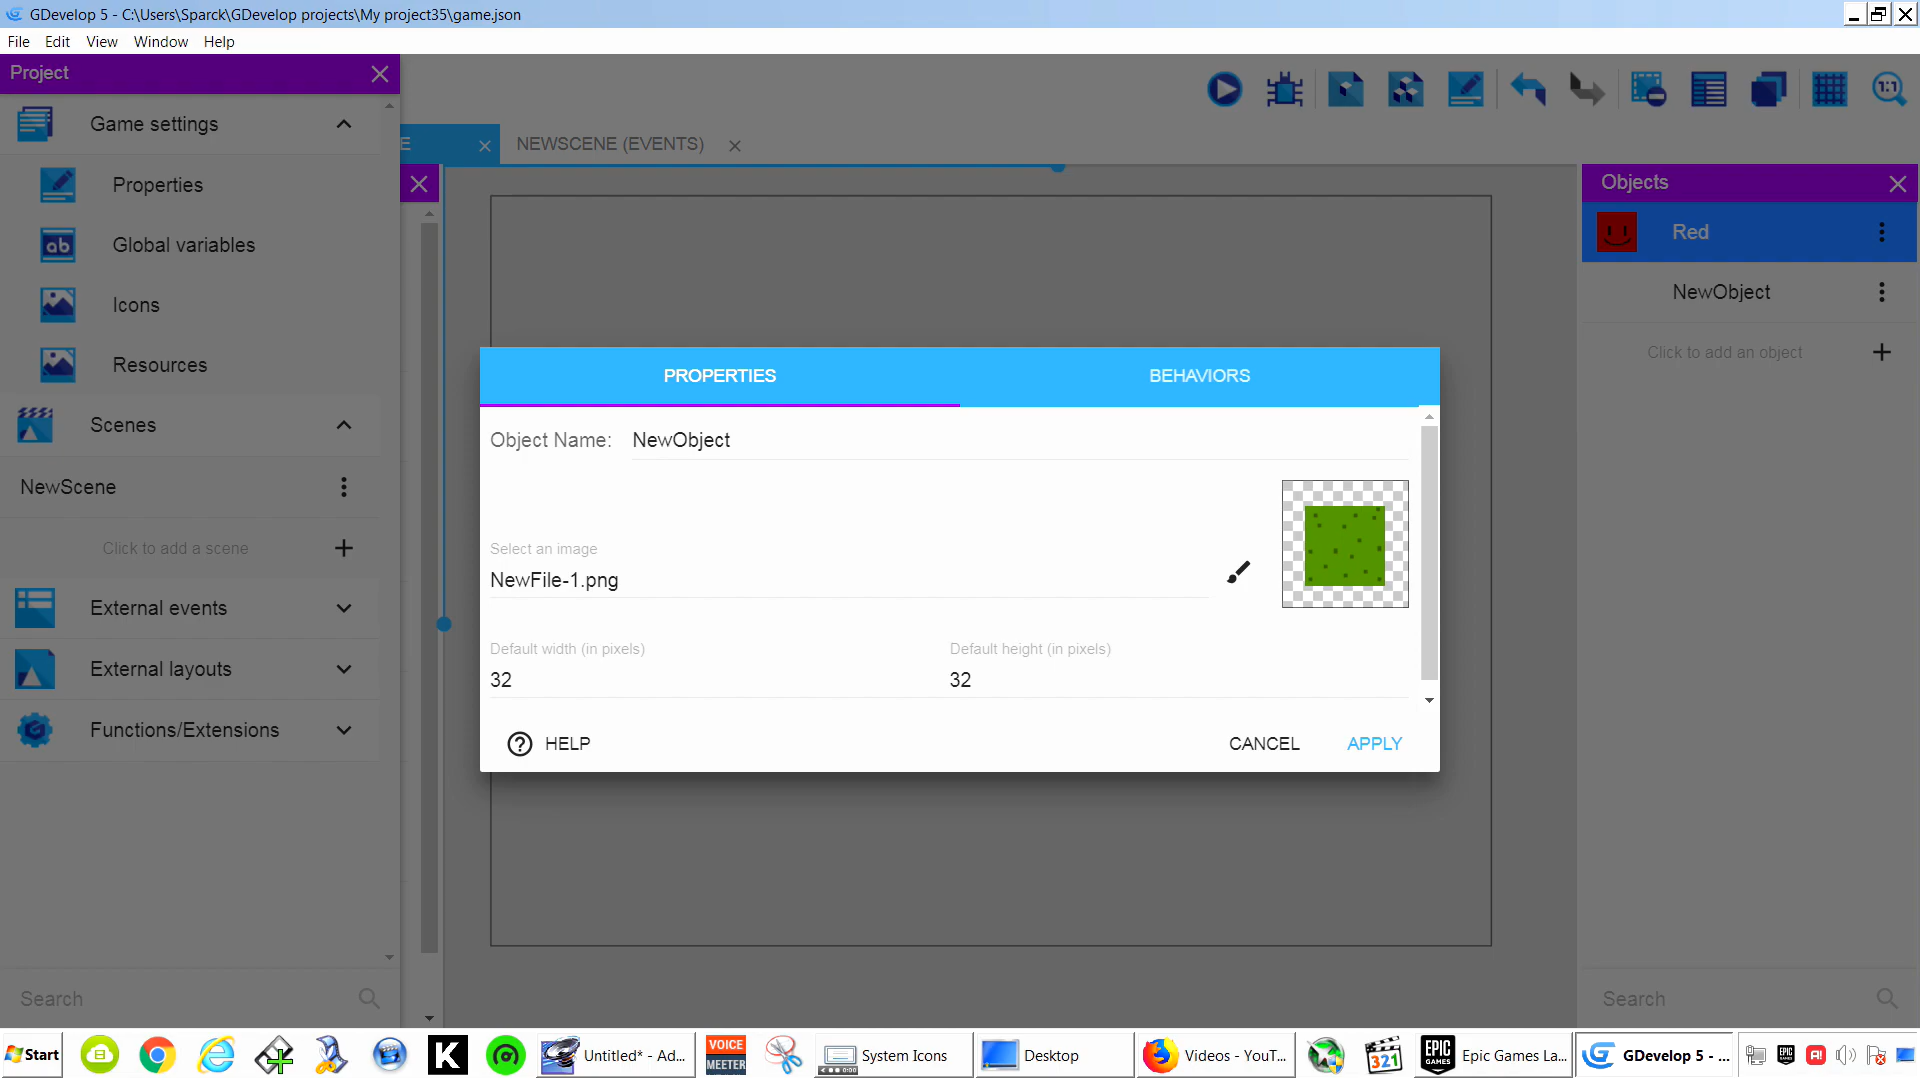 GDevelop 5 - C:\Users\Sparck\GDevelop projects\My project35\game.json
File Edit View Window Help
Project
Game settings
Properties
Global variables
Icons
Resources
Scenes
NewScene
Click to add a scene
External events
External layouts
Functions/Extensions
Search
E
NEWSCENE (EVENTS)
1:1
ab
Objects
Red
NewObject
Click to add an object
Search
PROPERTIES
BEHAVIORS
Object Name: NewObject
Select an image
NewFile-1.png
Default width (in pixels)
32
Default height (in pixels)
32
HELP
CANCEL
APPLY
Start
K
Untitled* - Ad...
VOICE
MEETER
System Icons
Desktop
Videos - YouT...
321
EPIC
GAMES
Epic Games La...
GDevelop 5 - ...